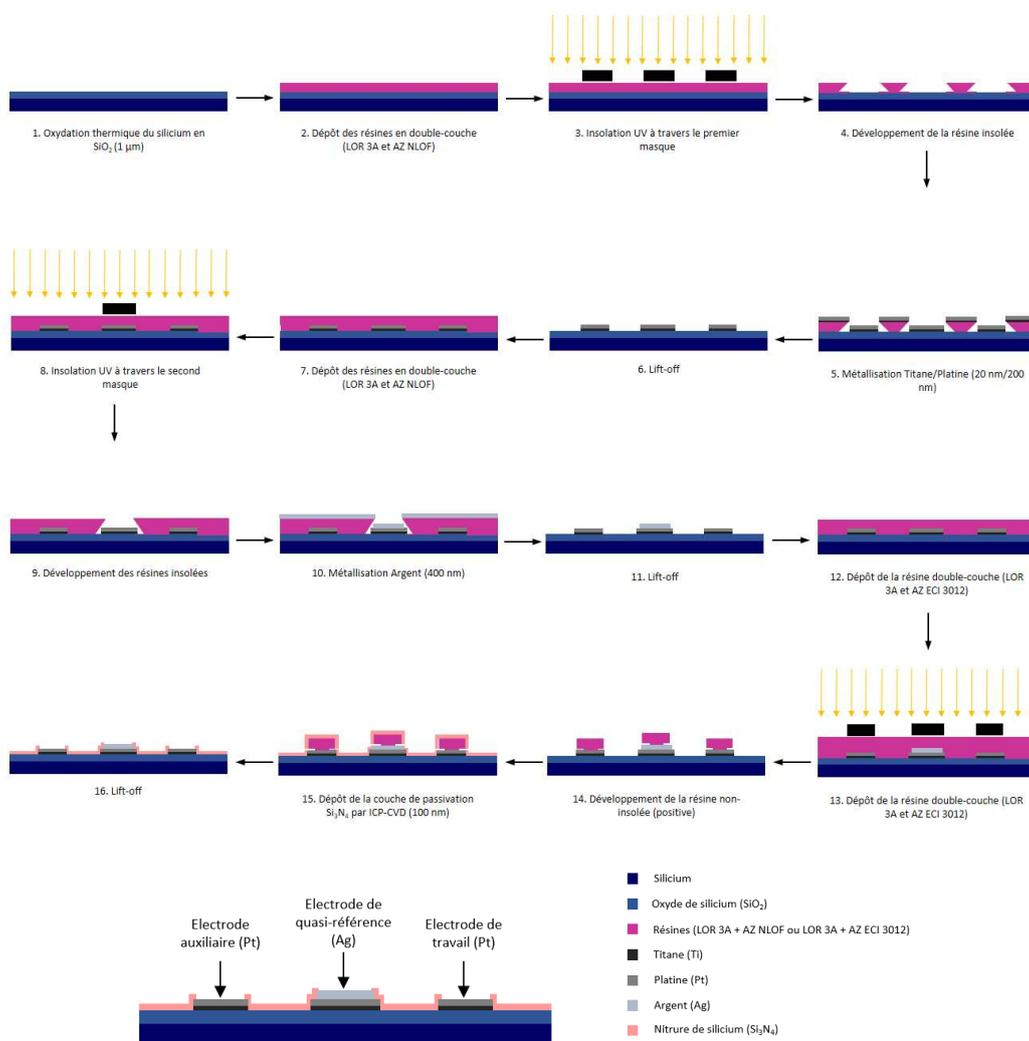 1. Oxydation thermique du silicium en
SiO₂ (1 µm)
2. Dépôt des résines en double-couche
(LOR 3A et AZ NLOF)
3. Insolation UV à travers le premier
masque
4. Développement de la résine insolée
5. Métallisation Titane/Platine (20 nm/200
nm)
6. Lift-off
7. Dépôt des résines en double-couche
(LOR 3A et AZ NLOF)
8. Insolation UV à travers le second
masque
9. Développement des résines insolées
10. Métallisation Argent (400 nm)
11. Lift-off
12. Dépôt de la résine double-couche (LOR
3A et AZ ECI 3012)
13. Dépôt de la résine double-couche (LOR
3A et AZ ECI 3012)
14. Développement de la résine non-
insolée (positive)
15. Dépôt de la couche de passivation
Si₃N₄ par ICP-CVD (100 nm)
16. Lift-off
Electrode
auxiliaire (Pt)
Electrode de
quasi-référence
(Ag)
Electrode de
travail (Pt)
Silicium
Oxyde de silicium (SiO₂)
Résines (LOR 3A + AZ NLOF ou LOR 3A + AZ ECI 3012)
Titane (Ti)
Platine (Pt)
Argent (Ag)
Nitrure de silicium (Si₃N₄)